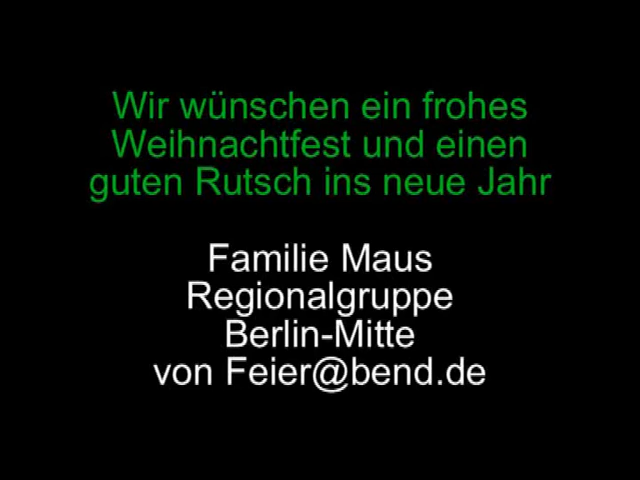 Wir wünschen ein frohes
Weihnachtfest und einen
guten Rutsch ins neue Jahr
Familie Maus
Regionalgruppe
Berlin-Mitte
von Feier@bend.de